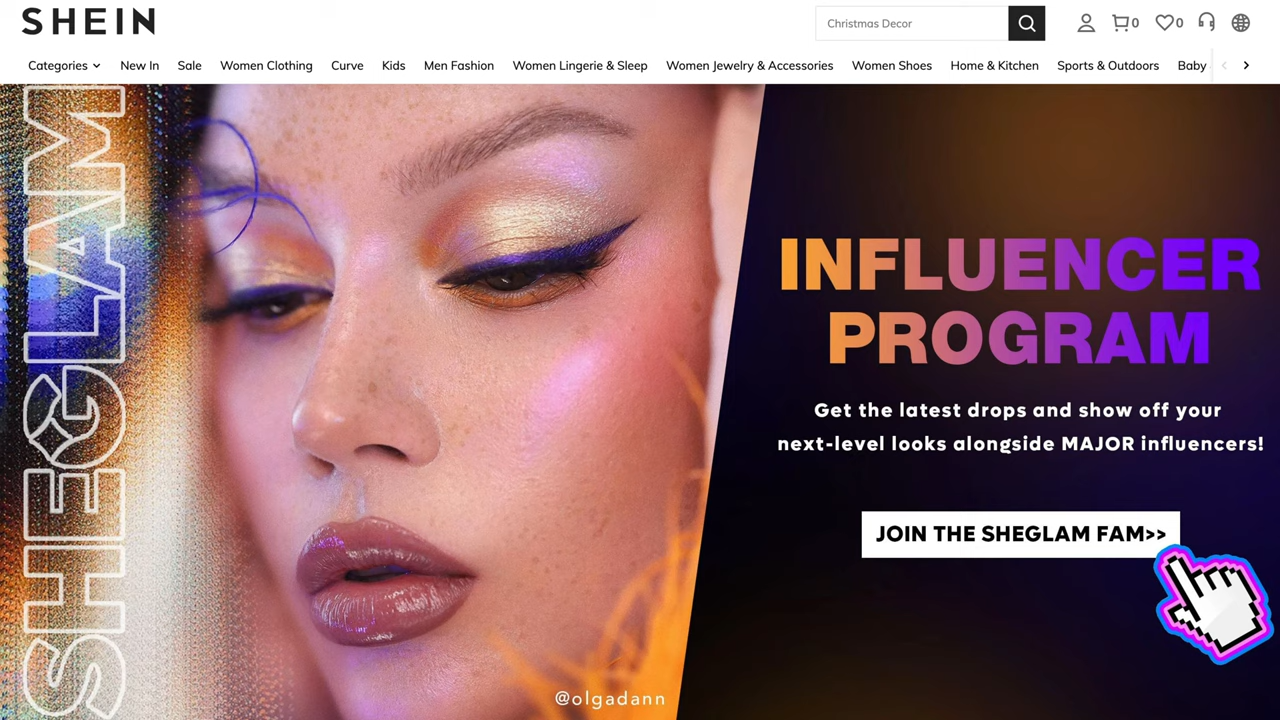 SHEIN
Christmas Decor
0
0
Categories
New In
Sale
Women Clothing
Curve
Kids
Men Fashion
Women Lingerie & Sleep
Women Jewelry & Accessories
Women Shoes
Home & Kitchen
Sports & Outdoors
Baby
SHEGLAM
INFLUENCER
PROGRAM
Get the latest drops and show off your
next-level looks alongside MAJOR influencers!
JOIN THE SHEGLAM FAM>>
@olgadann